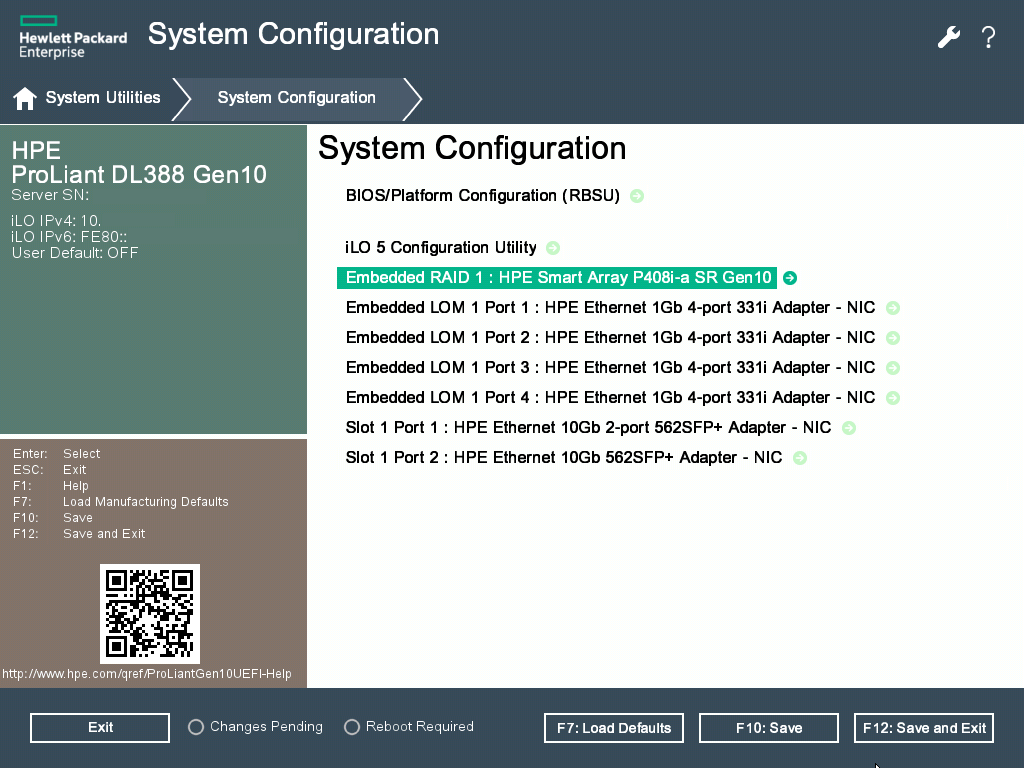 Hewlett Packard
Enterprise
System Configuration
?
System Utilities
System Configuration
HPE
ProLiant DL388 Gen10
Server SN:
iLO IPv4: 10.
iLO IPv6: FE80::
User Default: OFF
Enter: Select
ESC: Exit
F1: Help
F7: Load Manufacturing Defaults
F10: Save
F12: Save and Exit
http://www.hpe.com/qref/ProLiantGen10UEFI-Help
System Configuration
BIOS/Platform Configuration (RBSU)
iLO 5 Configuration Utility
Embedded RAID 1 : HPE Smart Array P408i-a SR Gen10
Embedded LOM 1 Port 1 : HPE Ethernet 1Gb 4-port 331i Adapter - NIC
Embedded LOM 1 Port 2 : HPE Ethernet 1Gb 4-port 331i Adapter - NIC
Embedded LOM 1 Port 3 : HPE Ethernet 1Gb 4-port 331i Adapter - NIC
Embedded LOM 1 Port 4 : HPE Ethernet 1Gb 4-port 331i Adapter - NIC
Slot 1 Port 1 : HPE Ethernet 10Gb 2-port 562SFP+ Adapter - NIC
Slot 1 Port 2 : HPE Ethernet 10Gb 562SFP+ Adapter - NIC
Exit
Changes Pending
Reboot Required
F7: Load Defaults
F10: Save
F12: Save and Exit